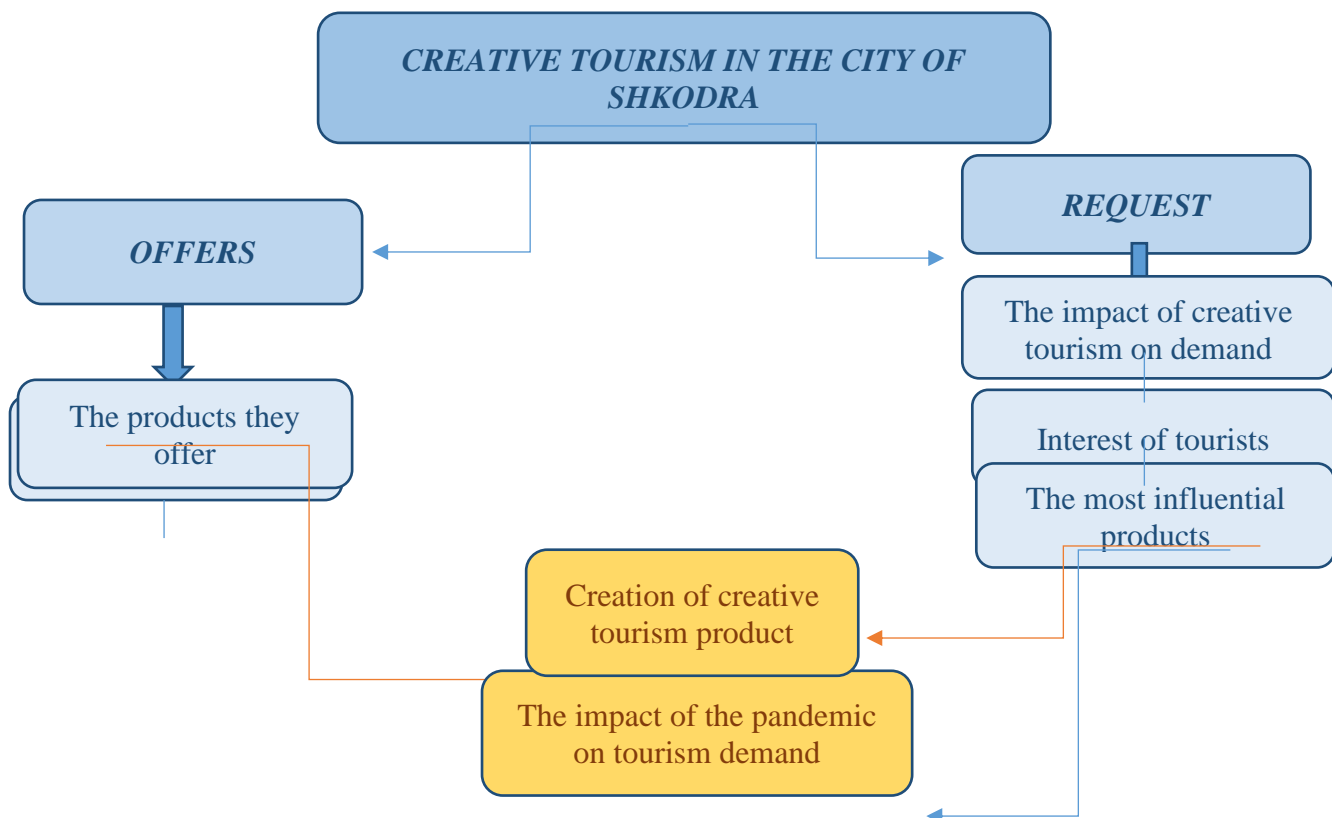 CREATIVE TOURISM IN THE CITY OF
SHKODRA
OFFERS
REQUEST
The products they
offer
The impact of creative
tourism on demand
Interest of tourists
The most influential
products
Creation of creative
tourism product
The impact of the pandemic
on tourism demand